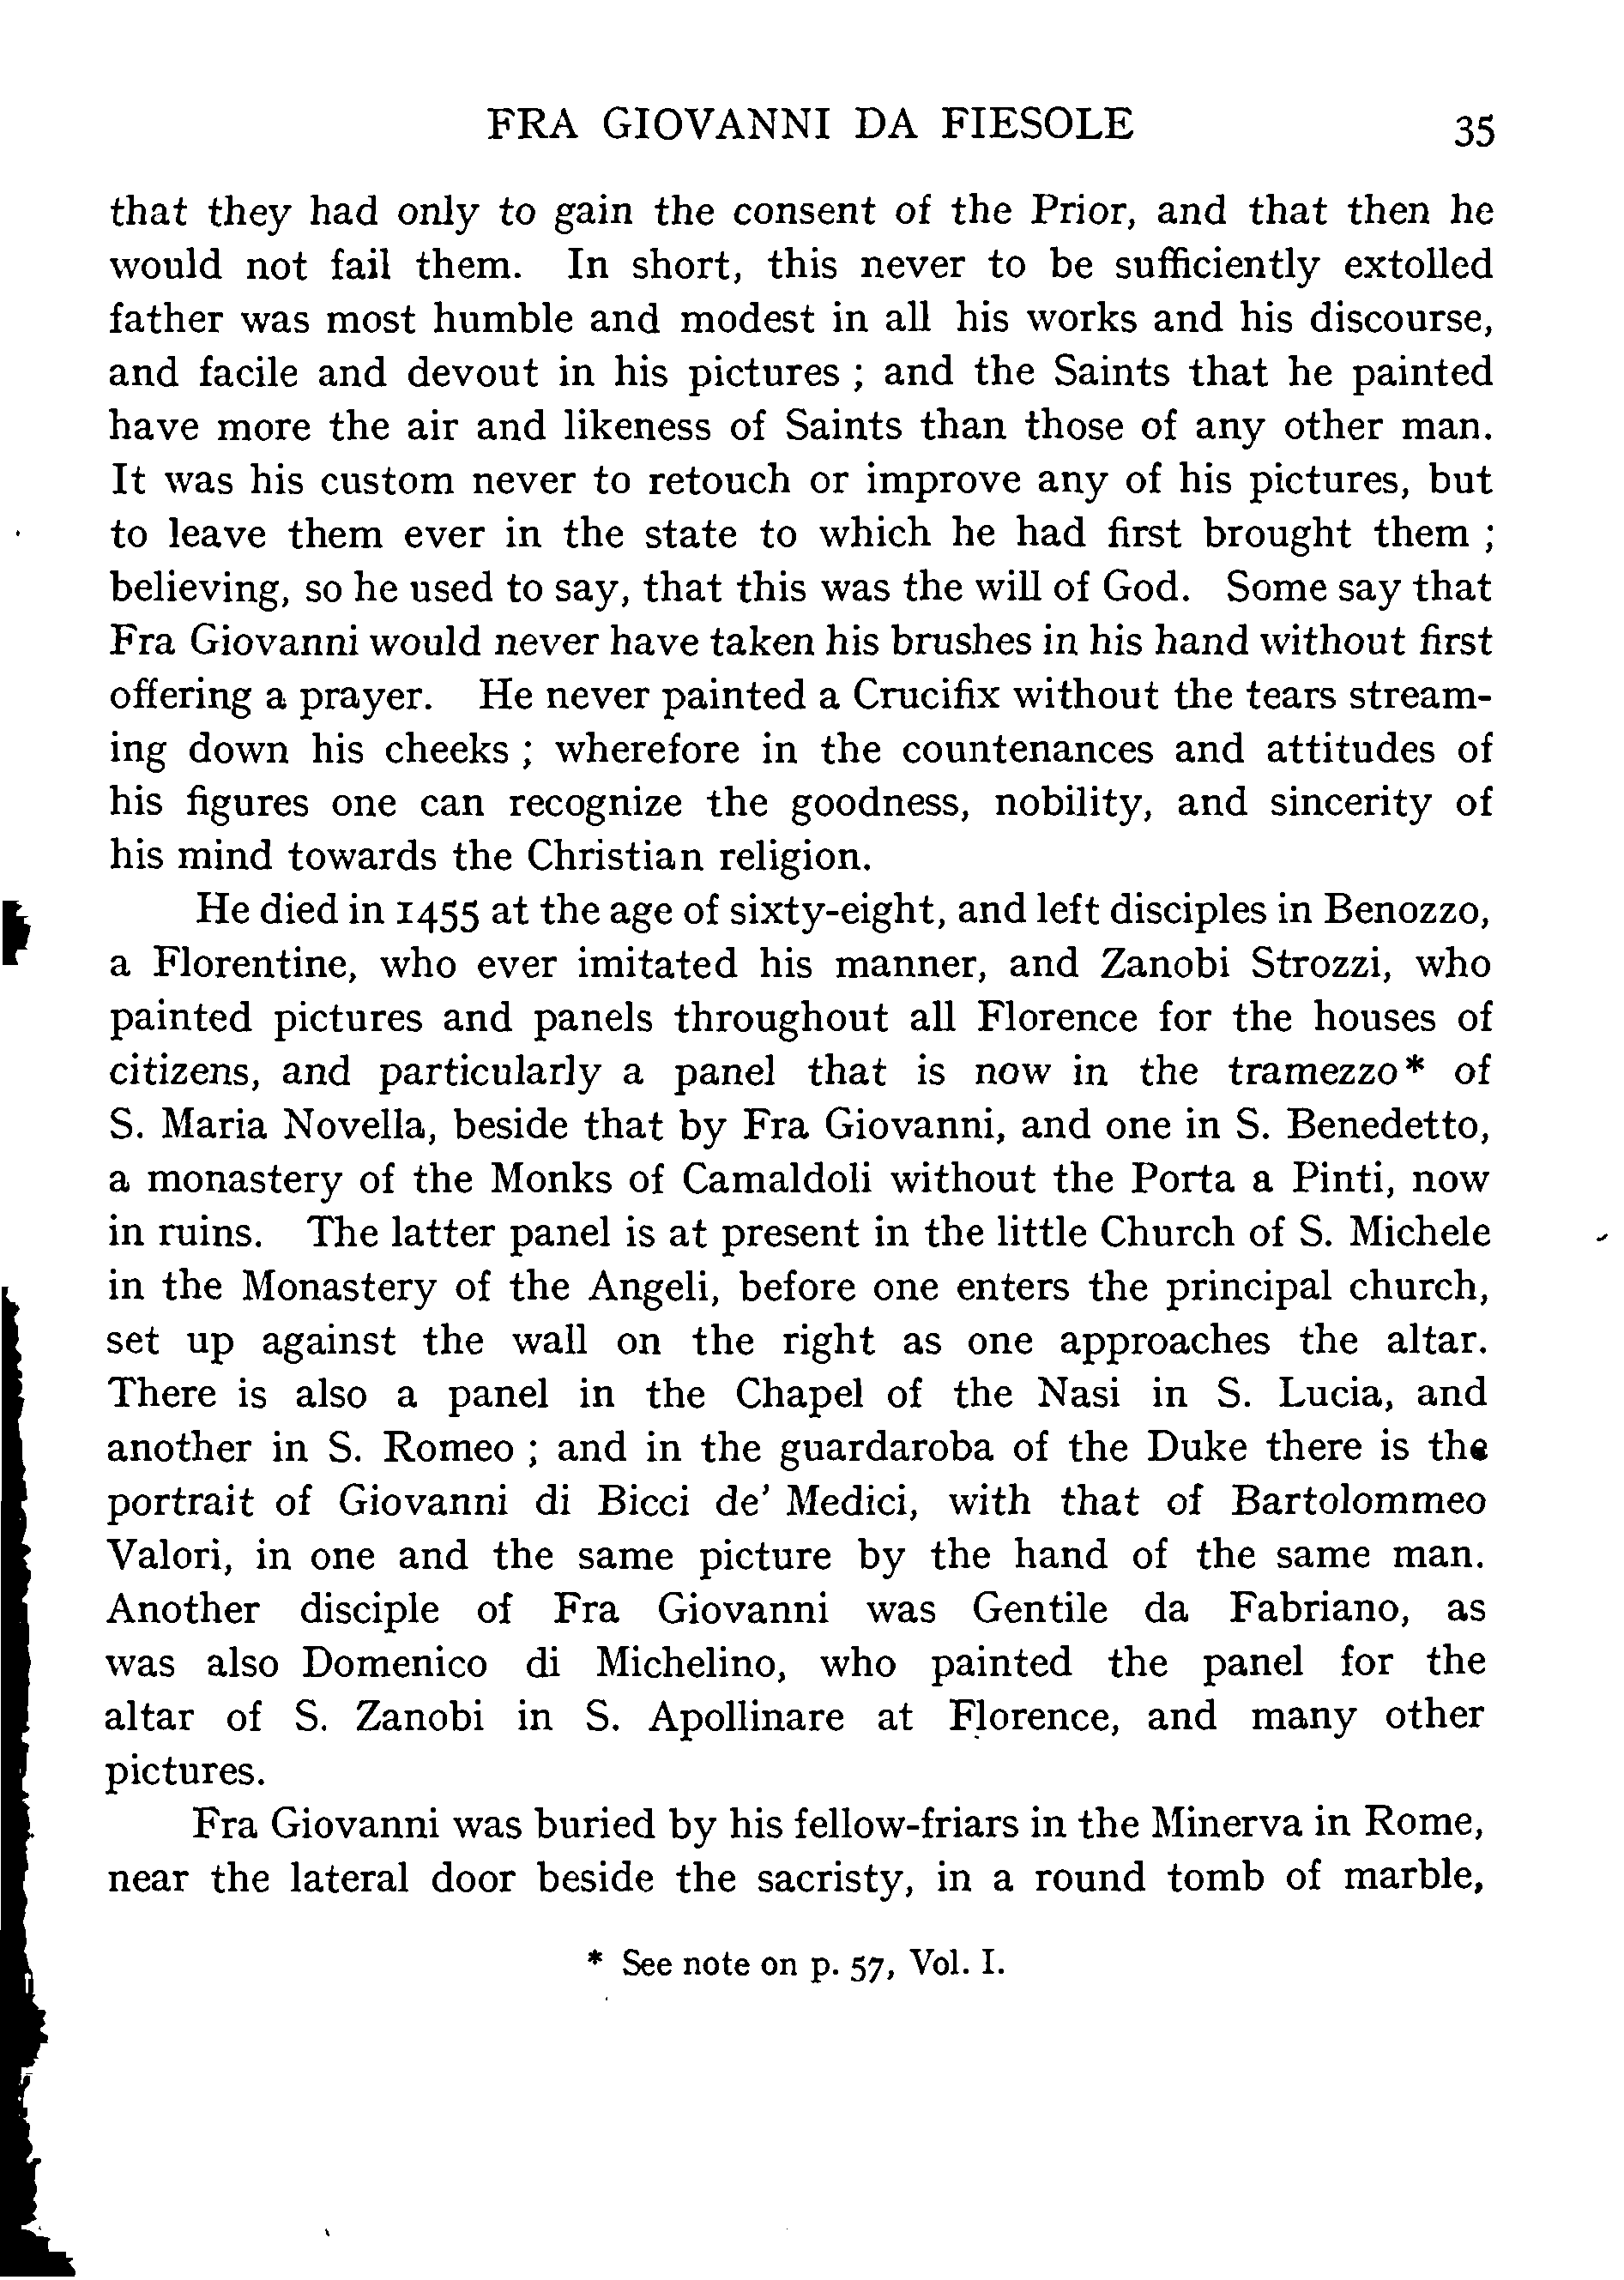 FRA GIOVANNI DA FIESOLE 35
that they had only to gain the consent of the Prior, and that then he
would not fail them. In short, this never to be sufficiently extolled
father was most humble and modest in all his works and his discourse,
and facile and devout in his pictures ; and the Saints that he painted
have more the air and likeness of Saints than those of any other man.
It was his custom never to retouch or improve any of his pictures, but
to leave them ever in the state to which he had first brought them ;
believing, so he used to say, that this was the will of God. Some say that
Fra Giovanni would never have taken his brushes in his hand without first
offering a prayer. He never painted a Crucifix without the tears stream-
ing down his cheeks ; wherefore in the countenances and attitudes of
his figures one can recognize the goodness, nobility, and sincerity of
his mind towards the Christian religion.
He died in 1455 at the age of sixty-eight, and left disciples in Benozzo,
a Florentine, who ever imitated his manner, and Zanobi Strozzi, who
painted pictures and panels throughout all Florence for the houses of
citizens, and particularly a panel that is now in the tramezzo* of
S. Maria Novella, beside that by Fra Giovanni, and one in S. Benedetto,
a monastery of the Monks of Camaldoli without the Porta a Pinti, now
in ruins. The latter panel is at present in the little Church of S. Michele
in the Monastery of the Angeli, before one enters the principal church,
set up against the wall on the right as one approaches the altar.
There is also a panel in the Chapel of the Nasi in S. Lucia, and
another in S. Romeo ; and in the guardaroba of the Duke there is the
portrait of Giovanni di Bicci de' Medici, with that of Bartolommeo
Valori, in one and the same picture by the hand of the same man.
Another disciple of Fra Giovanni was Gentile da Fabriano, as
was also Domenico di Michelino, who painted the panel for the
altar of S. Zanobi in S. Apollinare at Florence, and many other
pictures.
Fra Giovanni was buried by his fellow-friars in the Minerva in Rome,
near the lateral door beside the sacristy, in a round tomb of marble,
* See note on p. 57, Vol. I.